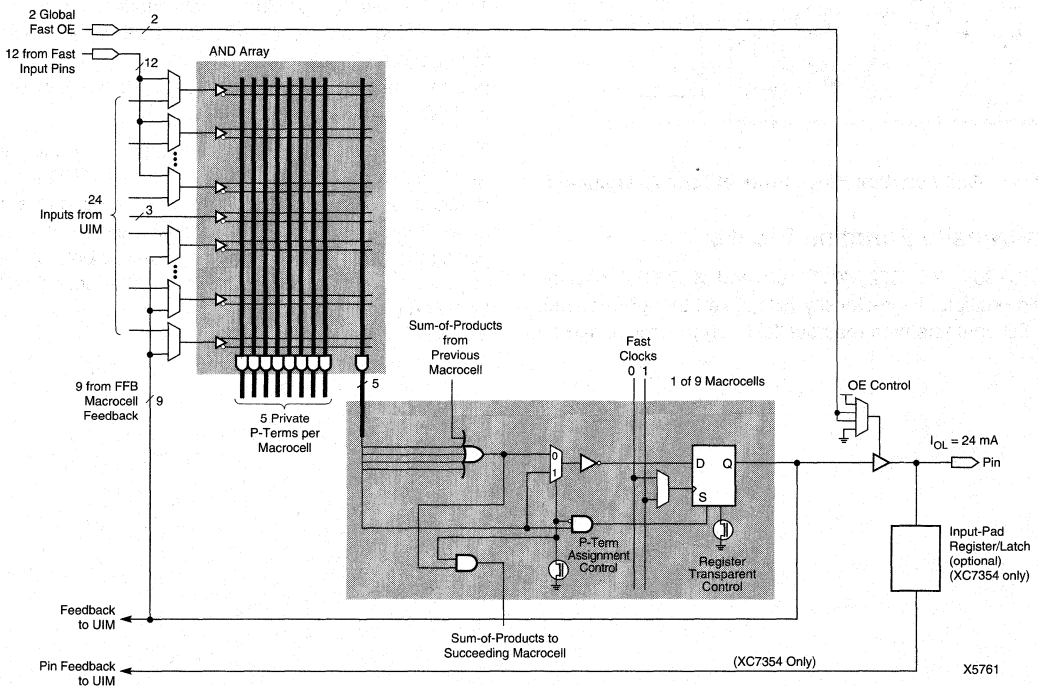 2 Global
Fast OE
2
12 from Fast
Input Pins
12
AND Array
24
Inputs from
UIM
3
9 from FFB
Macrocell
Feedback
9
5 Private
P-Terms per
Macrocell
5
Sum-of-Products
from
Previous
Macrocell
Fast
Clocks
0 1
1 of 9 Macrocells
OE Control
IOL = 24 mA
Pin
0
1
D Q
S
P-Term
Assignment
Control
Register
Transparent
Control
Input-Pad
Register/Latch
(optional)
(XC7354 only)
Feedback
to UIM
Sum-of-Products to
Succeeding Macrocell
(XC7354 Only)
Pin Feedback
to UIM
X5761